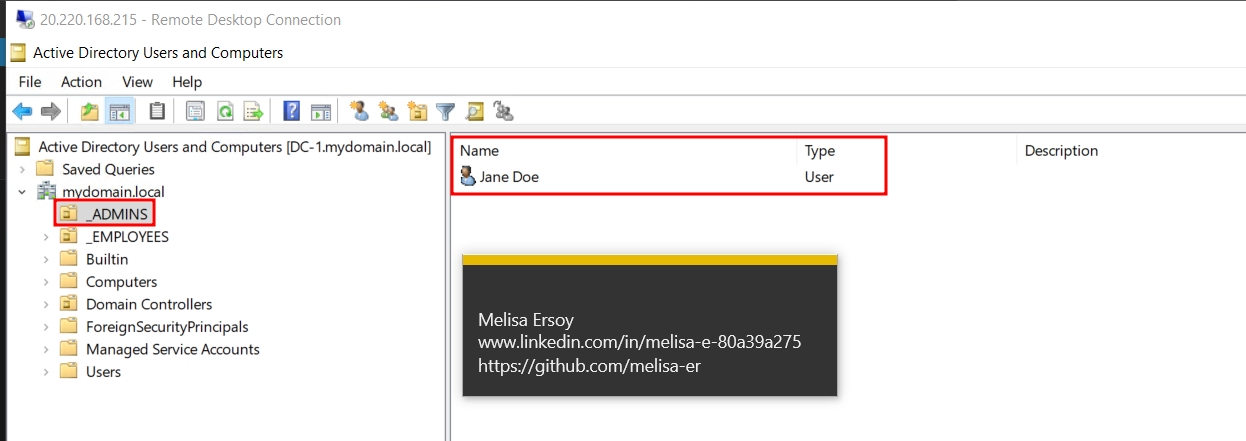 20.220.168.215 - Remote Desktop Connection
Active Directory Users and Computers
File Action View Help
Active Directory Users and Computers [DC-1.mydomain.local]
Saved Queries
mydomain.local
_ADMINS
_EMPLOYEES
Builtin
Computers
Domain Controllers
ForeignSecurityPrincipals
Managed Service Accounts
Users
Name Type Description
Jane Doe User
Melisa Ersoy
www.linkedin.com/in/melisa-e-80a39a275
https://github.com/melisa-er